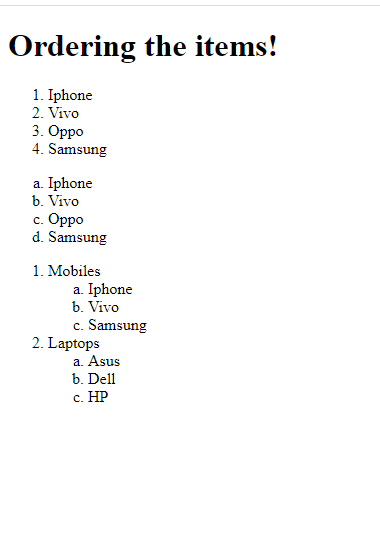 Ordering the items!
1. Iphone
2. Vivo
3. Oppo
4. Samsung
a. Iphone
b. Vivo
c. Oppo
d. Samsung
1. Mobiles
a. Iphone
b. Vivo
c. Samsung
2. Laptops
a. Asus
b. Dell
c. HP